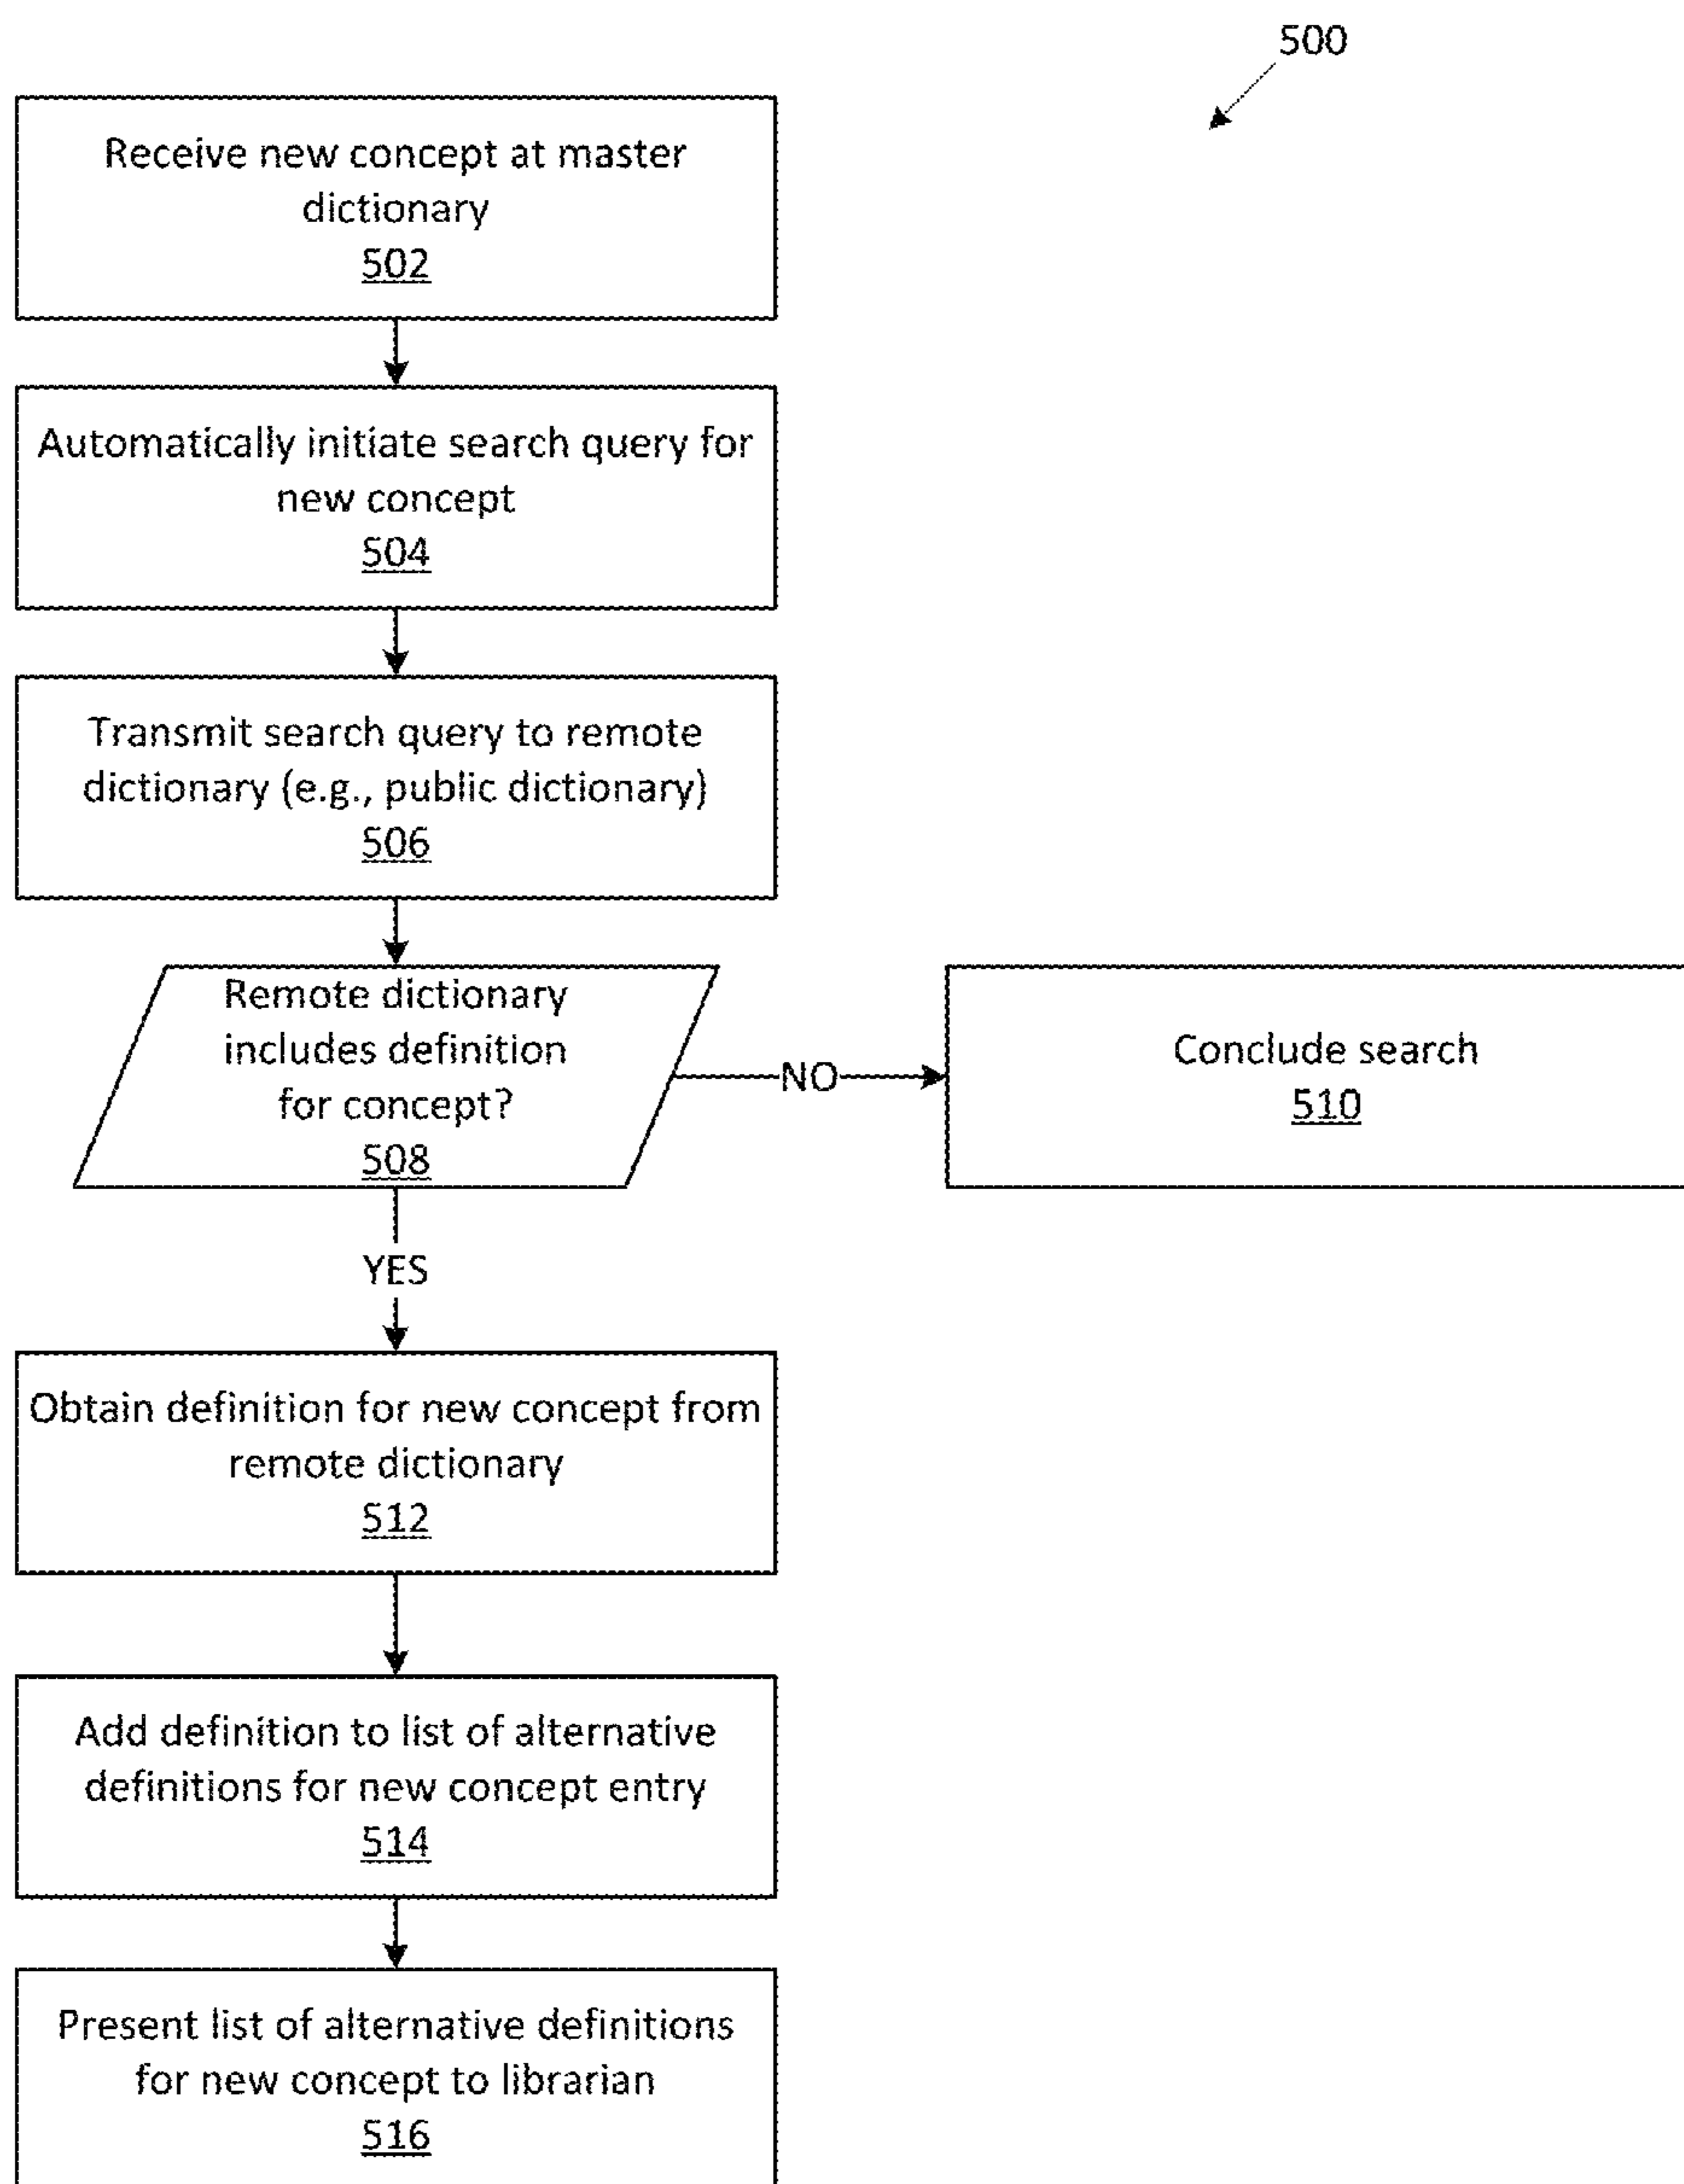 500
Receive new concept at master
dictionary
502
Automatically initiate search query for
new concept
504
Transmit search query to remote
dictionary (e.g., public dictionary)
506
Remote dictionary
includes definition
for concept?
508
NO
Conclude search
510
YES
Obtain definition for new concept from
remote dictionary
512
Add definition to list of alternative
definitions for new concept entry
514
Present list of alternative definitions
for new concept to librarian
516